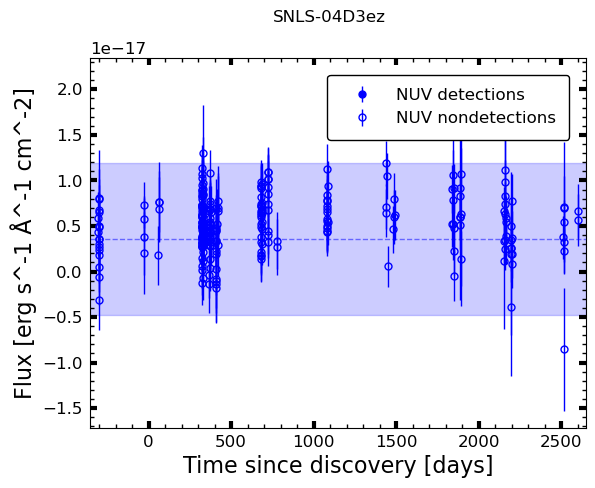 SNLS-04D3ez
1e−17
2.0
1.5
1.0
0.5
0.0
−0.5
−1.0
−1.5
Flux [erg s^-1 Å^-1 cm^-2]
NUV detections
NUV nondetections
0 500 1000 1500 2000 2500
Time since discovery [days]